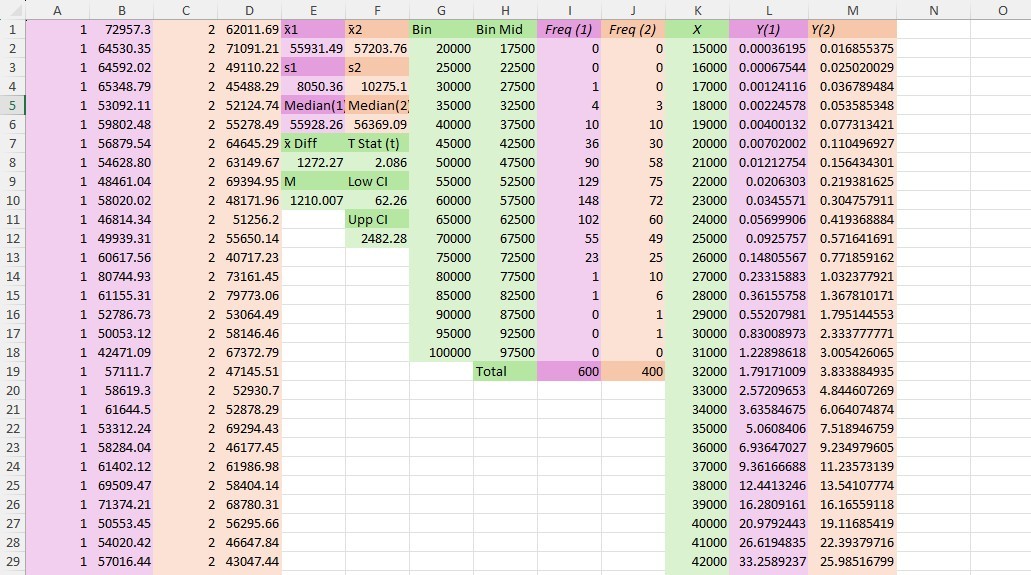 A B C D E F G H I J K L M N O
1 1 72957.3 2 62011.69 x̄1 x̄2 Bin Bin Mid Freq (1) Freq (2) X Y(1) Y(2)
2 1 64530.35 2 71091.21 55931.49 57203.76 20000 17500 0 0 15000 0.00036195 0.016855375
3 1 64592.02 2 49110.22 s1 s2 25000 22500 0 0 16000 0.00067544 0.025020029
4 1 65348.79 2 45488.29 8050.36 10275.1 30000 27500 1 0 17000 0.00124116 0.036789484
5 1 53092.11 2 52124.74 Median(1) Median(2) 35000 32500 4 3 18000 0.00224578 0.053585348
6 1 59802.48 2 55278.49 55928.26 56369.09 40000 37500 10 10 19000 0.00400132 0.077313421
7 1 56879.54 2 64645.29 x̄ Diff T Stat (t) 45000 42500 36 30 20000 0.00702002 0.110496927
8 1 54628.80 2 63149.67 1272.27 2.086 50000 47500 90 58 21000 0.01212754 0.156434301
9 1 48461.04 2 69394.95 M Low CI 55000 52500 129 75 22000 0.0206303 0.219381625
10 1 58020.02 2 48171.96 1210.007 62.26 60000 57500 148 72 23000 0.0345571 0.304757911
11 1 46814.34 2 51256.2 Upp CI 65000 62500 102 60 24000 0.05699906 0.419368884
12 1 49939.31 2 55650.14 2482.28 70000 67500 55 49 25000 0.0925757 0.571641691
13 1 60617.56 2 40717.23 75000 72500 23 25 26000 0.14805567 0.771859162
14 1 80744.93 2 73161.45 80000 77500 1 10 27000 0.23315883 1.032377921
15 1 61155.31 2 79773.06 85000 82500 1 6 28000 0.36155758 1.367810171
16 1 52786.73 2 53064.49 90000 87500 0 1 29000 0.55207981 1.795144553
17 1 50053.12 2 58146.46 95000 92500 0 1 30000 0.83008973 2.333777771
18 1 42471.09 2 67372.79 100000 97500 0 0 31000 1.22898618 3.005426065
19 1 57111.7 2 47145.51 Total 600 400 32000 1.79171009 3.833884935
20 1 58619.3 2 52930.7 33000 2.57209653 4.844607269
21 1 61644.5 2 52878.29 34000 3.63584675 6.064074874
22 1 53312.24 2 69294.43 35000 5.0608406 7.518946759
23 1 58284.04 2 46177.45 36000 6.93647027 9.234979605
24 1 61402.12 2 61986.98 37000 9.36166688 11.23573139
25 1 69509.47 2 58404.14 38000 12.4413246 13.54107774
26 1 71374.21 2 68780.31 39000 16.2809161 16.16559118
27 1 50553.45 2 56295.66 40000 20.9792443 19.11685419
28 1 54020.42 2 46647.84 41000 26.6194835 22.39379716
29 1 57016.44 2 43047.44 42000 33.2589237 25.98516799